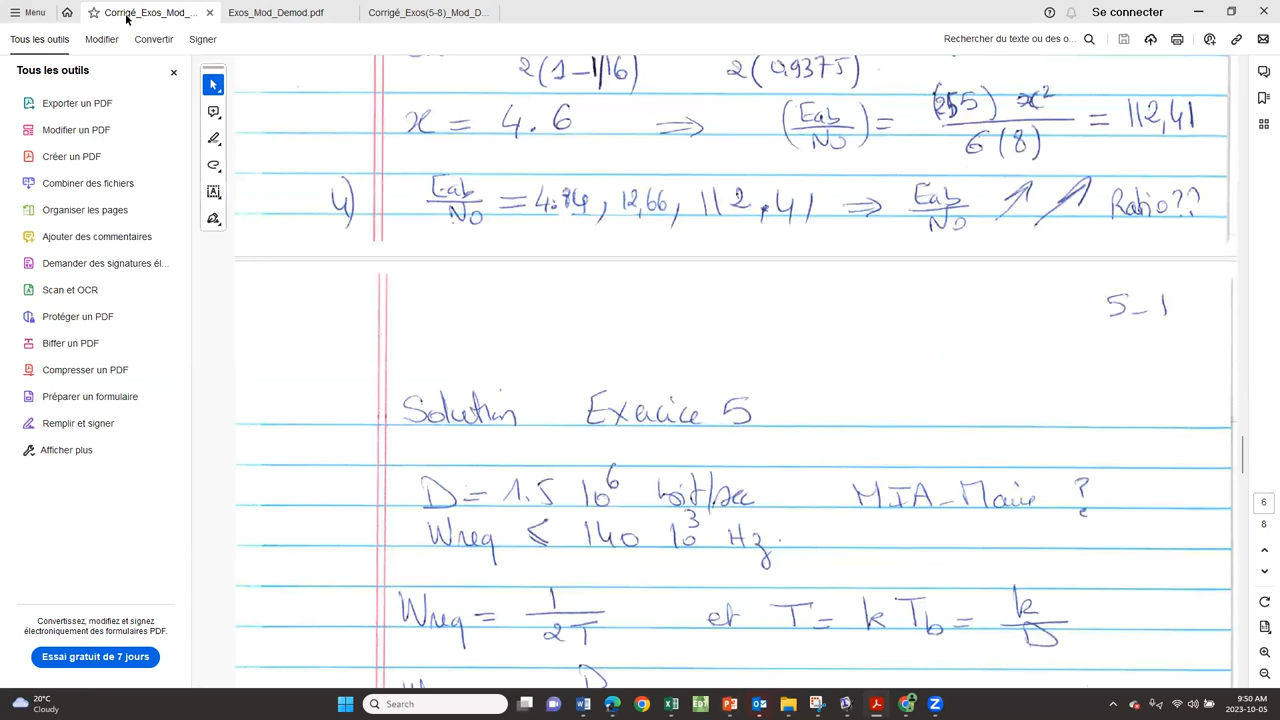 Menu
Corrigé_Exos_Mod_...
Exos_Mod_Demod.pdf
Corrigé_Exos(5-8)_Mod_D...
Se connecter
Tous les outils
Modifier
Convertir
Signer
Rechercher du texte ou des o...
Tous les outils
Exporter un PDF
Modifier un PDF
Créer un PDF
Combiner des fichiers
Organiser les pages
Ajouter des commentaires
Demander des signatures él...
Scan et OCR
Protéger un PDF
Biffer un PDF
Compresser un PDF
Préparer un formulaire
Remplir et signer
Afficher plus
Convertissez, modifiez et signez
électroniquement des formulaires PDF.
Essai gratuit de 7 jours
2(1-1/16) 2(0.9375)
x = 4.6 ⇒ (Eab/N0) = (255) x²/6(8) = 112,41
4) Eab/N0 = 4.84, 12,66, 112.41 ⇒ Eab/N0 ↗ ↗ Ratio??
5-1
Solution Exercice 5
D = 1.5 10⁶ bit/sec MIA-Maire ?
Wreq ≤ 140 10³ Hz.
Wreq = 1/2T et T = k Tb = k/D
D
6
8
20°C
Cloudy
Search
9:50 AM
2023-10-05